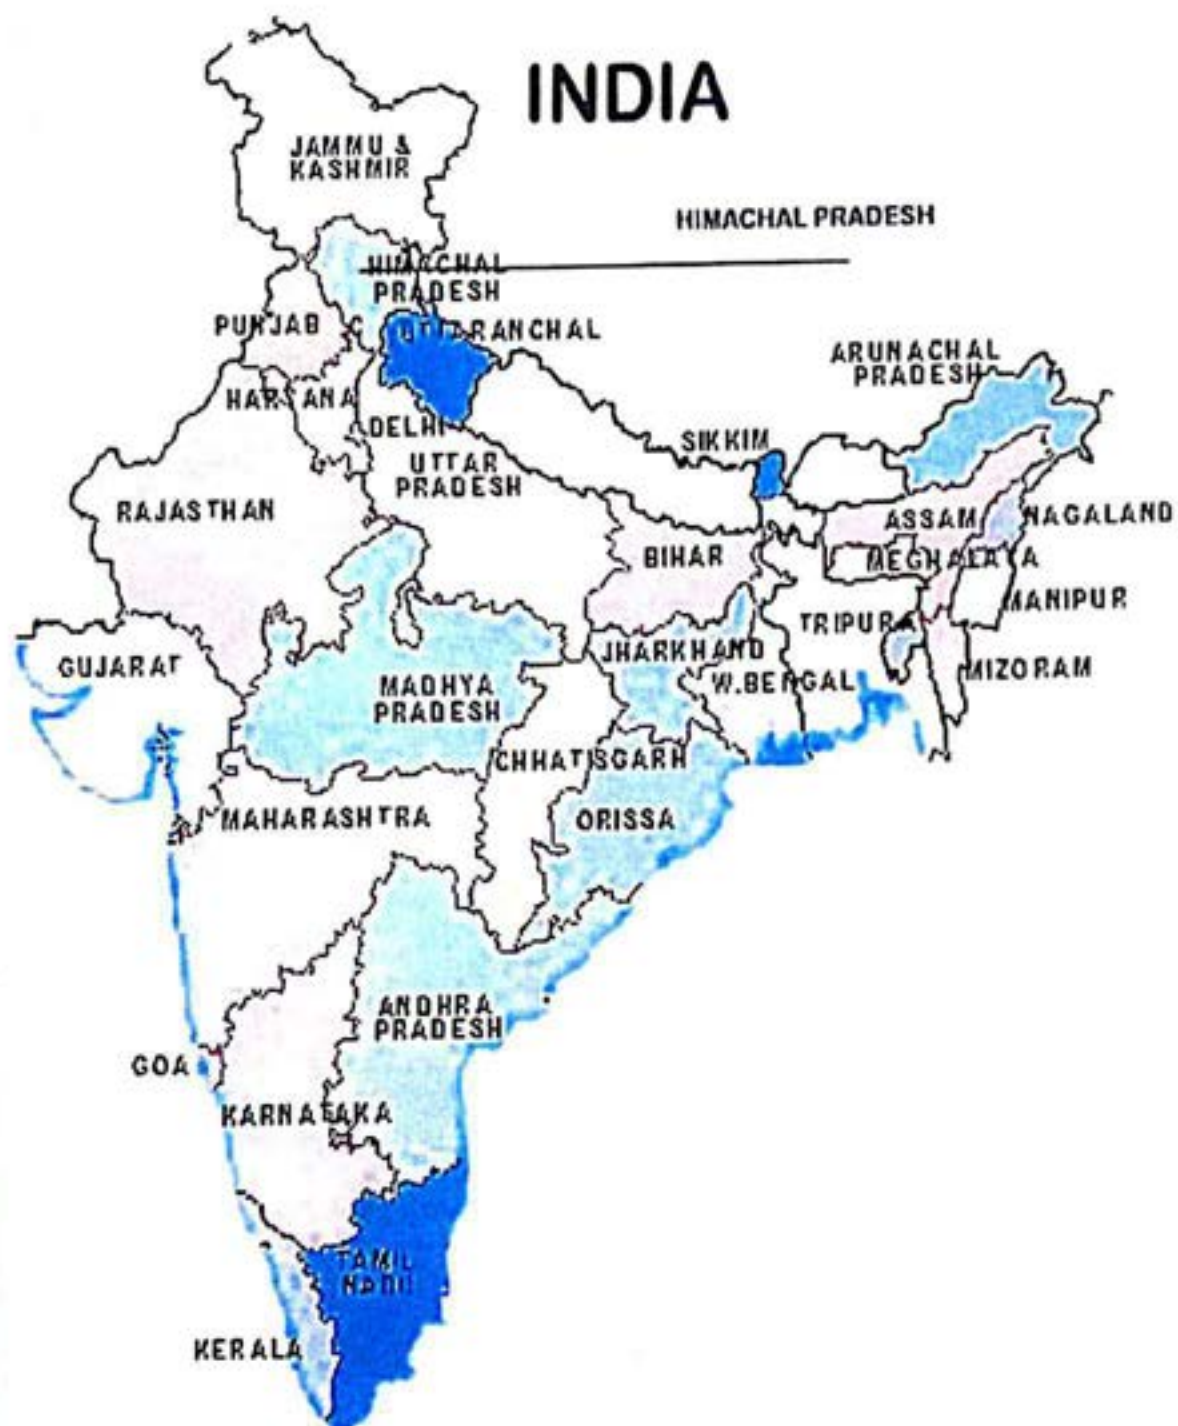 INDIA
JAMMU &
KASHMIR
HIMACHAL PRADESH
HIMACHAL
PRADESH
PUNJAB
UTTARANCHAL
ARUNACHAL
PRADESH
HARYANA
DELHI
SIKKIM
UTTAR
PRADESH
RAJASTHAN
ASSAM
NAGALAND
BIHAR
MEGHALAYA
MANIPUR
TRIPURA
JHARKHAND
GUJARAT
MIZORAM
W.BENGAL
MADHYA
PRADESH
CHHATISGARH
MAHARASHTRA
ORISSA
ANDHRA
PRADESH
GOA
KARNATAKA
TAMIL
NADU
KERALA